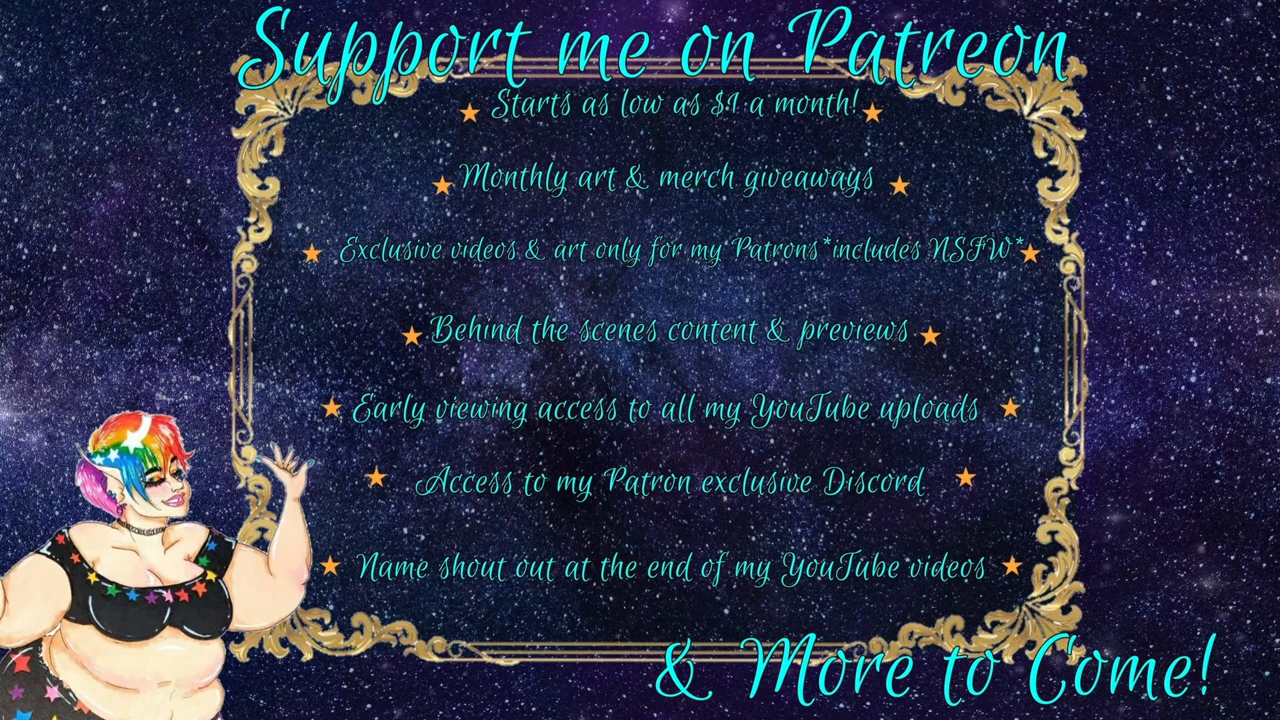 Support me on Patreon
Starts as low as $1 a month!
Monthly art & merch giveaways
Exclusive videos & art only for my Patrons*includes NSFW*
Behind the scenes content & previews
Early viewing access to all my YouTube uploads
Access to my Patron exclusive Discord
Name shout out at the end of my YouTube videos
& More to Come!